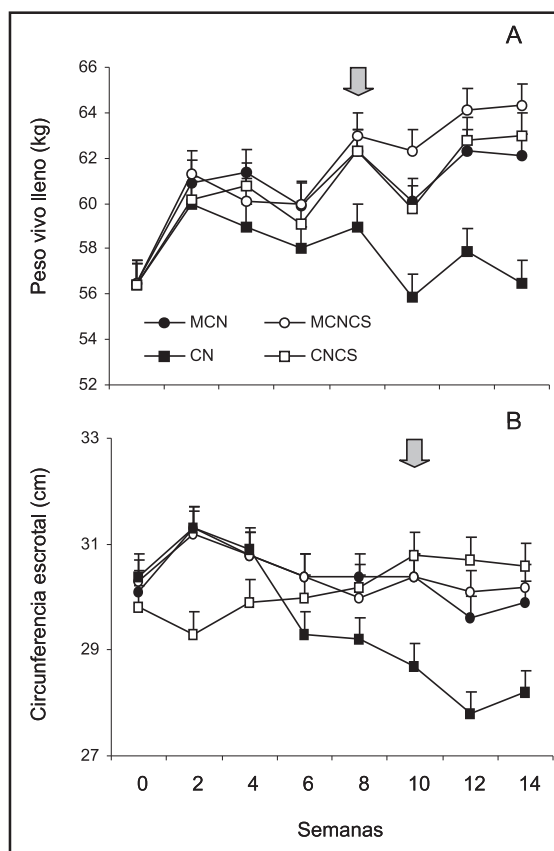 A
Peso vivo lleno (kg)
66
64
62
60
58
56
54
52
MCN
MCNCS
CN
CNCS
B
Circunferencia escrotal (cm)
33
31
29
27
0 2 4 6 8 10 12 14
Semanas